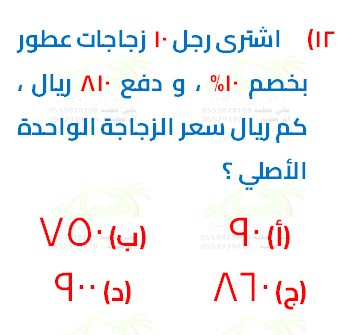 ١٢) اشترى رجل ١٠ زجاجات عطور
بخصم ١٠% ، و دفع ٨١٠ ريال ،
كم ريال سعر الزجاجة الواحدة
الأصلي ؟
(أ) ٩٠ (ب) ٧٥٠
(ج) ٨٦٠ (د) ٩٠٠